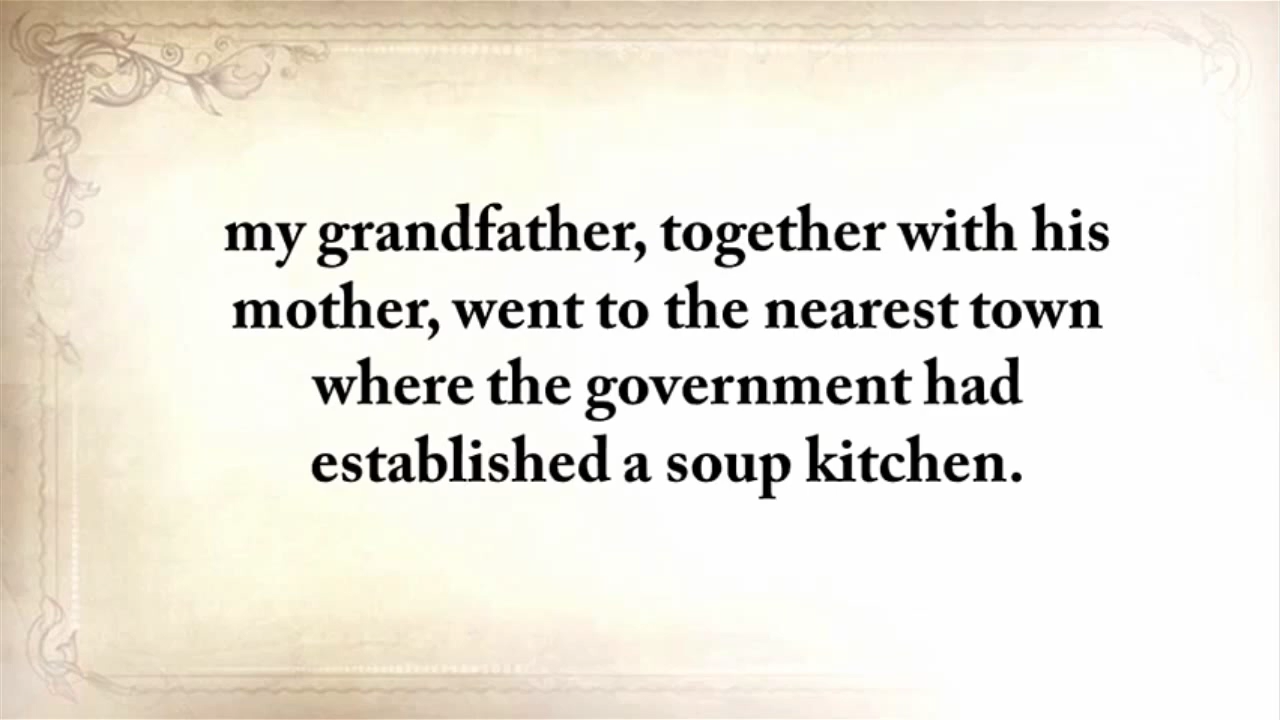 my grandfather, together with his
mother, went to the nearest town
where the government had
established a soup kitchen.